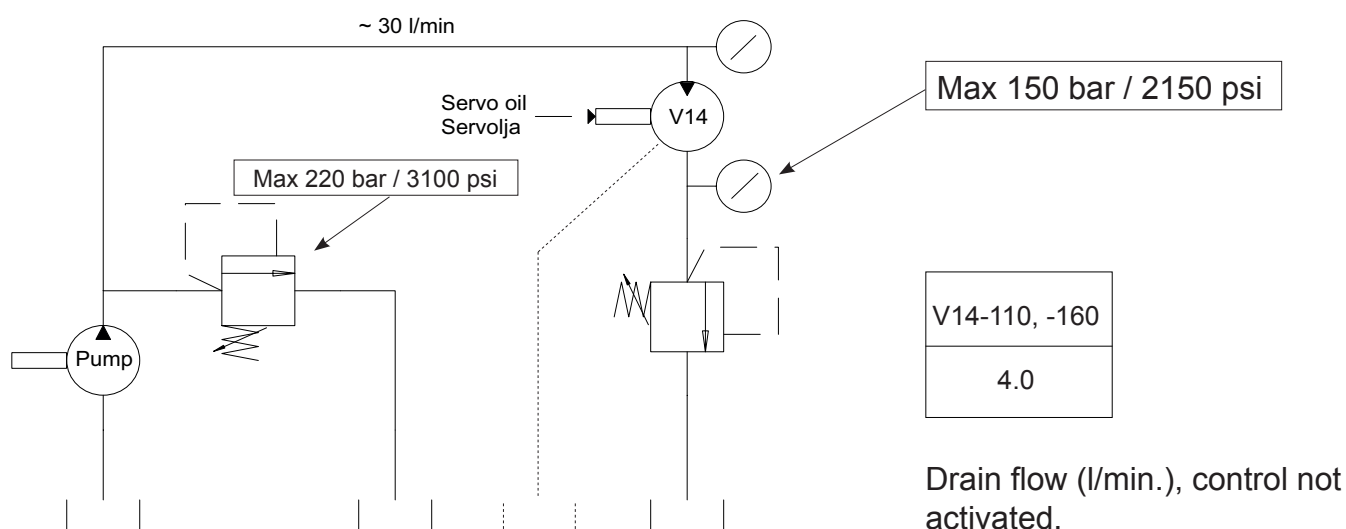 ~ 30 l/min
Max 150 bar / 2150 psi
Servo oil
Servolja
V14
Max 220 bar / 3100 psi
V14-110, -160
Pump
4.0
Drain flow (l/min.), control not
activated.